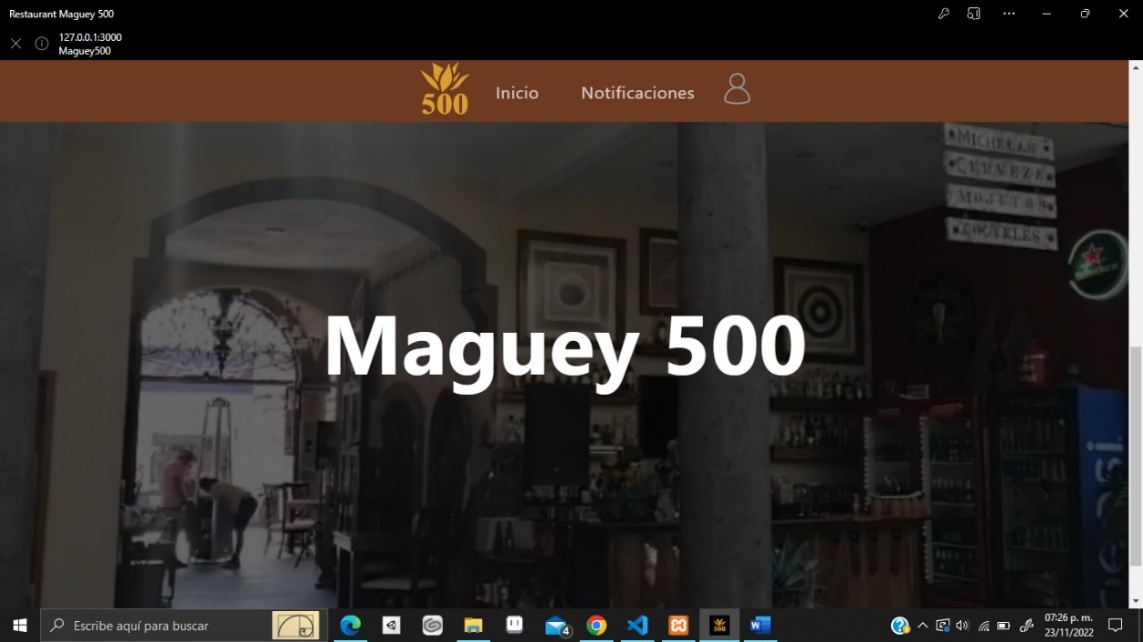 Restaurant Maguey 500
127.0.0.1:3000
Maguey500
500
Inicio
Notificaciones
MICHELAS
CERVEZA
MOJITOS
COCTELES
Heineken
Maguey 500
Escribe aquí para buscar
4
500
07:26 p. m.
23/11/2022